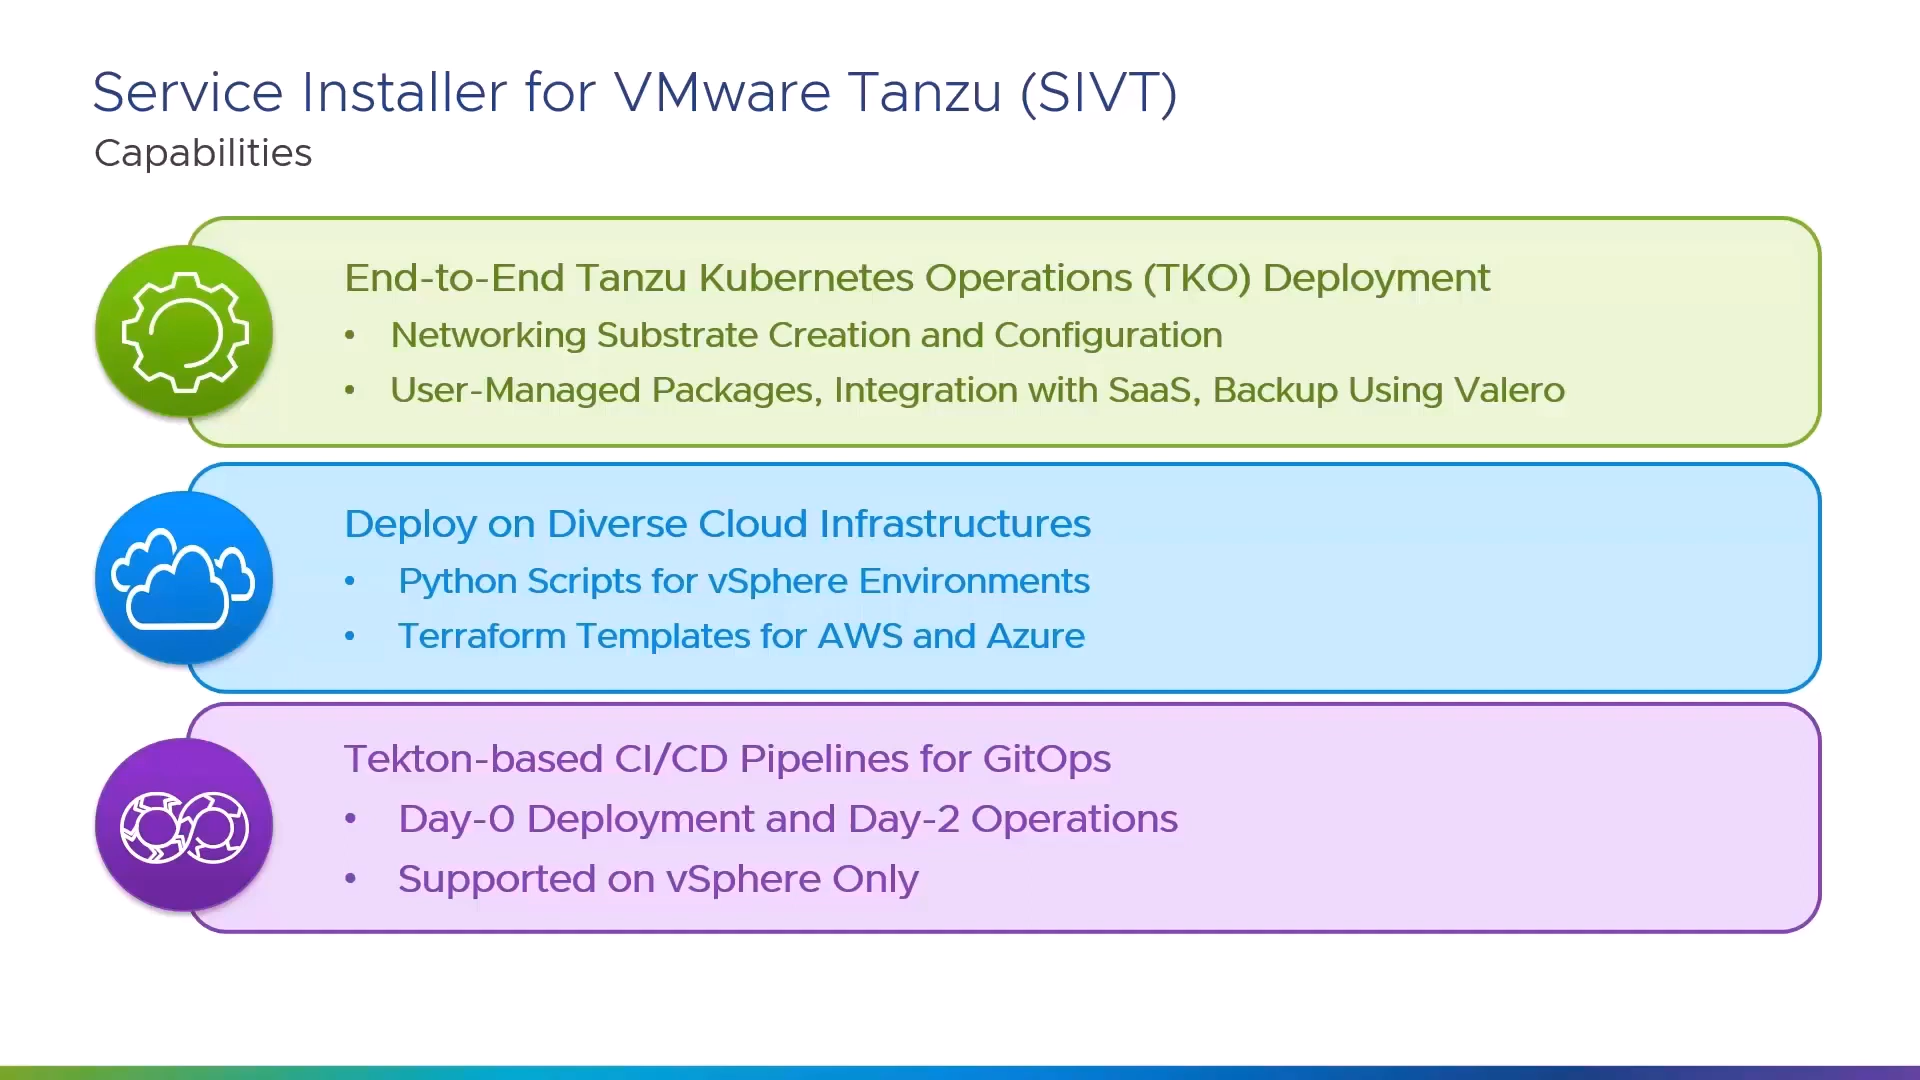 Service Installer for VMware Tanzu (SIVT)
Capabilities
End-to-End Tanzu Kubernetes Operations (TKO) Deployment
• Networking Substrate Creation and Configuration
• User-Managed Packages, Integration with SaaS, Backup Using Valero
Deploy on Diverse Cloud Infrastructures
• Python Scripts for vSphere Environments
• Terraform Templates for AWS and Azure
Tekton-based CI/CD Pipelines for GitOps
• Day-0 Deployment and Day-2 Operations
• Supported on vSphere Only